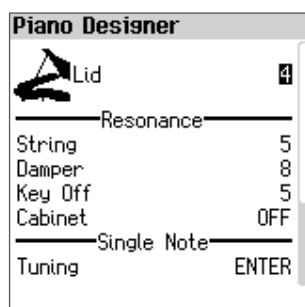 Piano Designer
Lid 4
Resonance
String 5
Damper 8
Key Off 5
Cabinet OFF
Single Note
Tuning ENTER